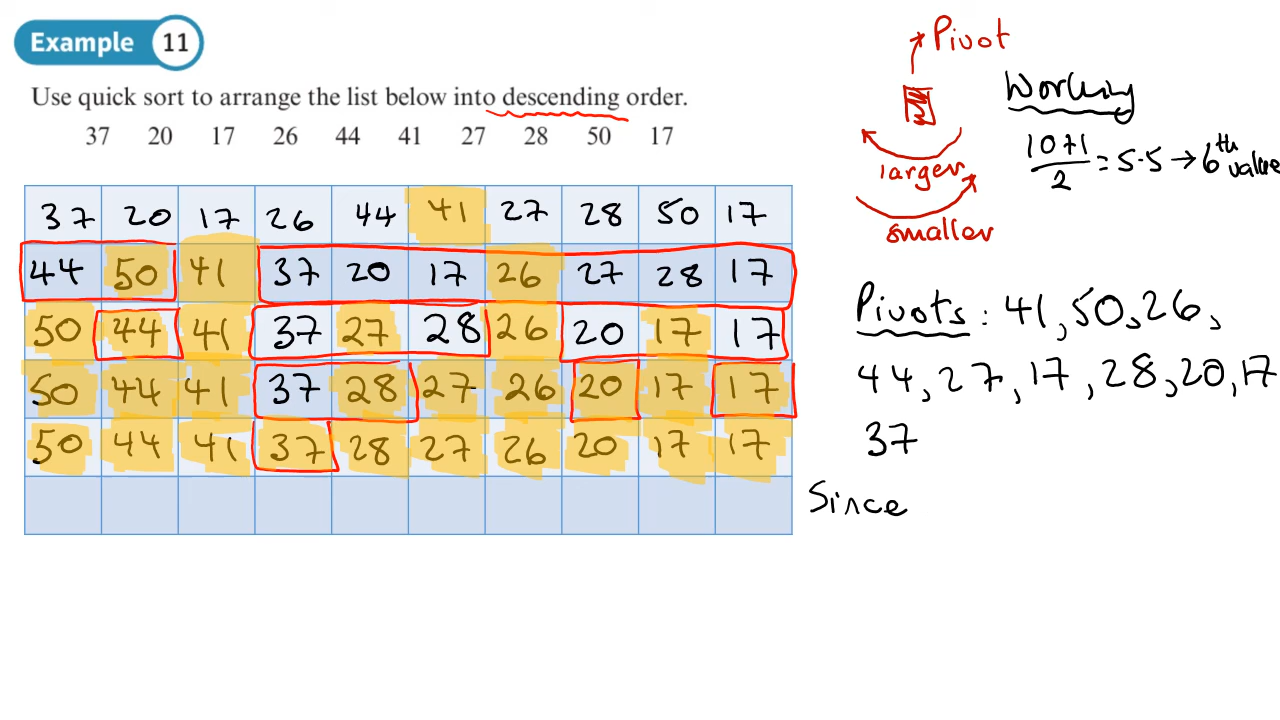 Example 11
Use quick sort to arrange the list below into descending order.
37 20 17 26 44 41 27 28 50 17
37 20 17 26 44 41 27 28 50 17
44 50 41 37 20 17 26 27 28 17
50 44 41 37 27 28 26 20 17 17
50 44 41 37 28 27 26 20 17 17
50 44 41 37 28 27 26 20 17 17
Pivot
larger
smaller
Working
10+1
2
= 5.5 → 6th value
Pivots : 41, 50, 26,
44, 27, 17, 28, 20, 17
37
Since